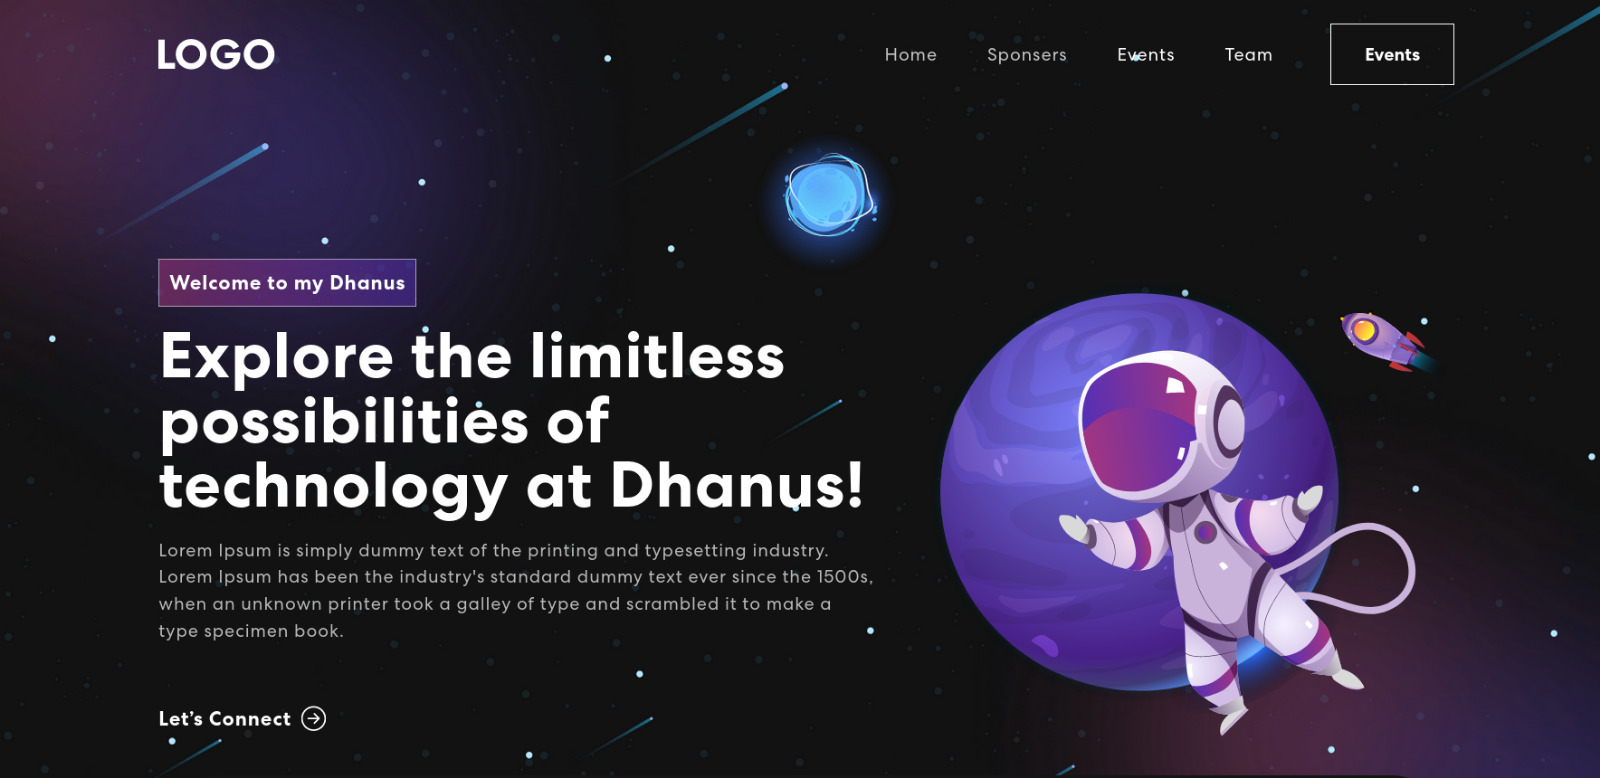 LOGO
Home
Sponsers
Events
Team
Events
Welcome to my Dhanus
Explore the limitless
possibilities of
technology at Dhanus!
Lorem Ipsum is simply dummy text of the printing and typesetting industry.
Lorem Ipsum has been the industry's standard dummy text ever since the 1500s,
when an unknown printer took a galley of type and scrambled it to make a
type specimen book.
Let’s Connect